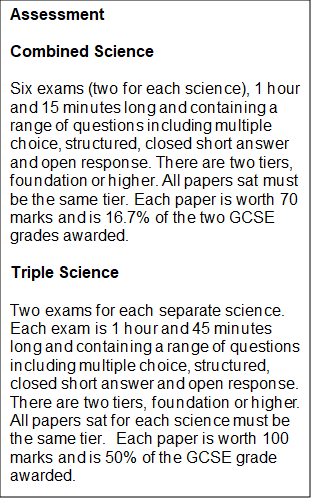 Assessment
Combined Science
Six exams (two for each science), 1 hour
and 15 minutes long and containing a
range of questions including multiple
choice, structured, closed short answer
and open response. There are two tiers,
foundation or higher. All papers sat must
be the same tier. Each paper is worth 70
marks and is 16.7% of the two GCSE
grades awarded.
Triple Science
Two exams for each separate science.
Each exam is 1 hour and 45 minutes
long and containing a range of questions
including multiple choice, structured,
closed short answer and open response.
There are two tiers, foundation or higher.
All papers sat for each science must be
the same tier.  Each paper is worth 100
marks and is 50% of the GCSE grade
awarded.